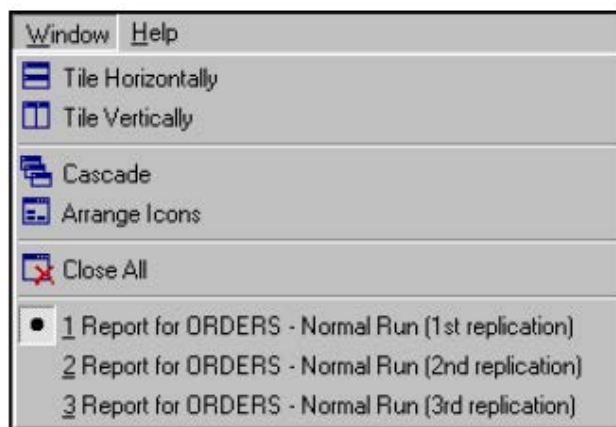 Window Help
Tile Horizontally
Tile Vertically
Cascade
Arrange Icons
Close All
1 Report for ORDERS - Normal Run (1st replication)
2 Report for ORDERS - Normal Run (2nd replication)
3 Report for ORDERS - Normal Run (3rd replication)